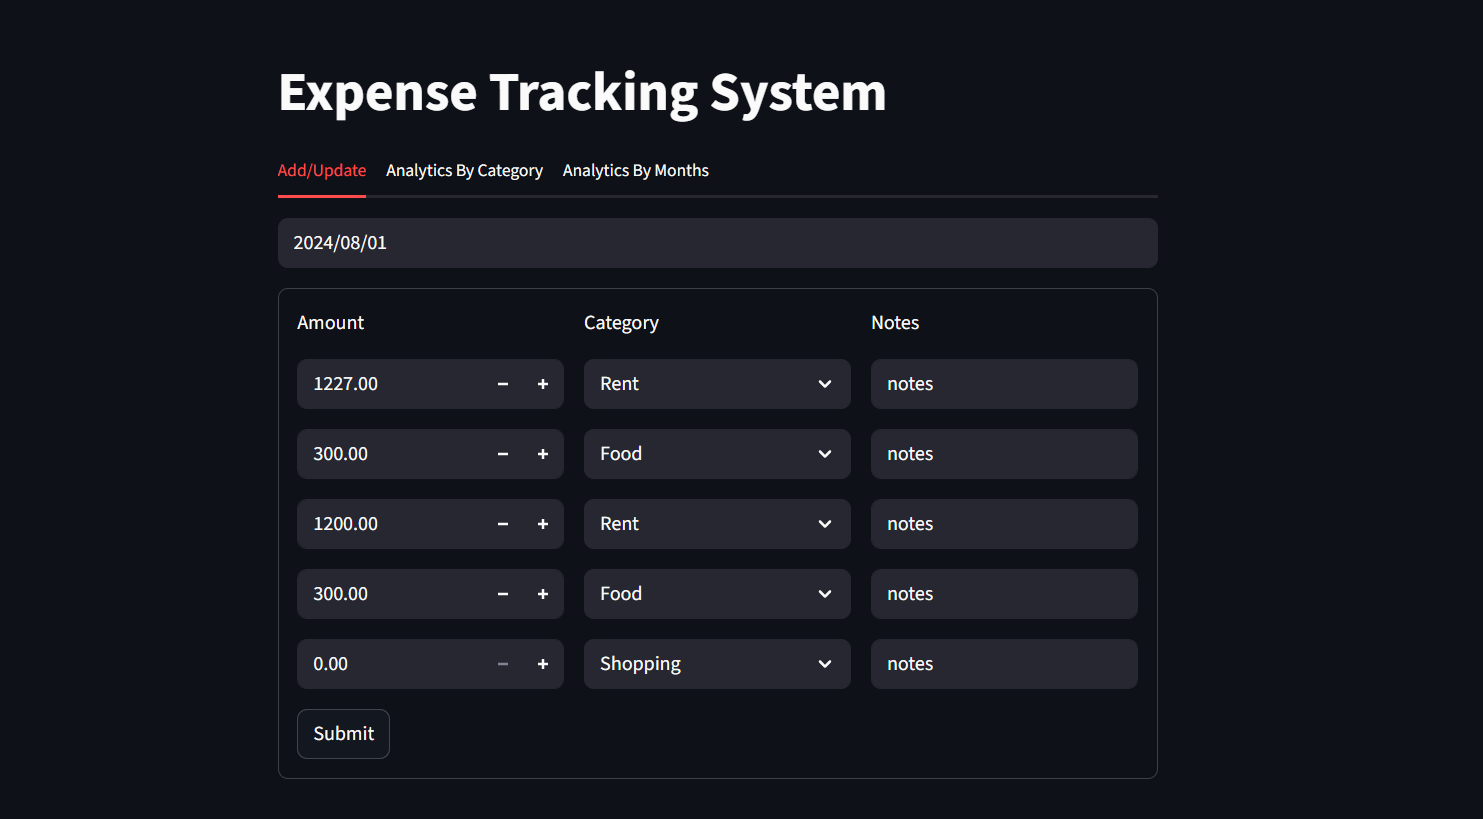 Expense Tracking System
Add/Update Analytics By Category Analytics By Months
2024/08/01
Amount Category Notes
1227.00 Rent notes
300.00 Food notes
1200.00 Rent notes
300.00 Food notes
0.00 Shopping notes
Submit